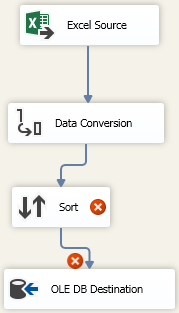 Excel Source
Data Conversion
Sort
OLE DB Destination